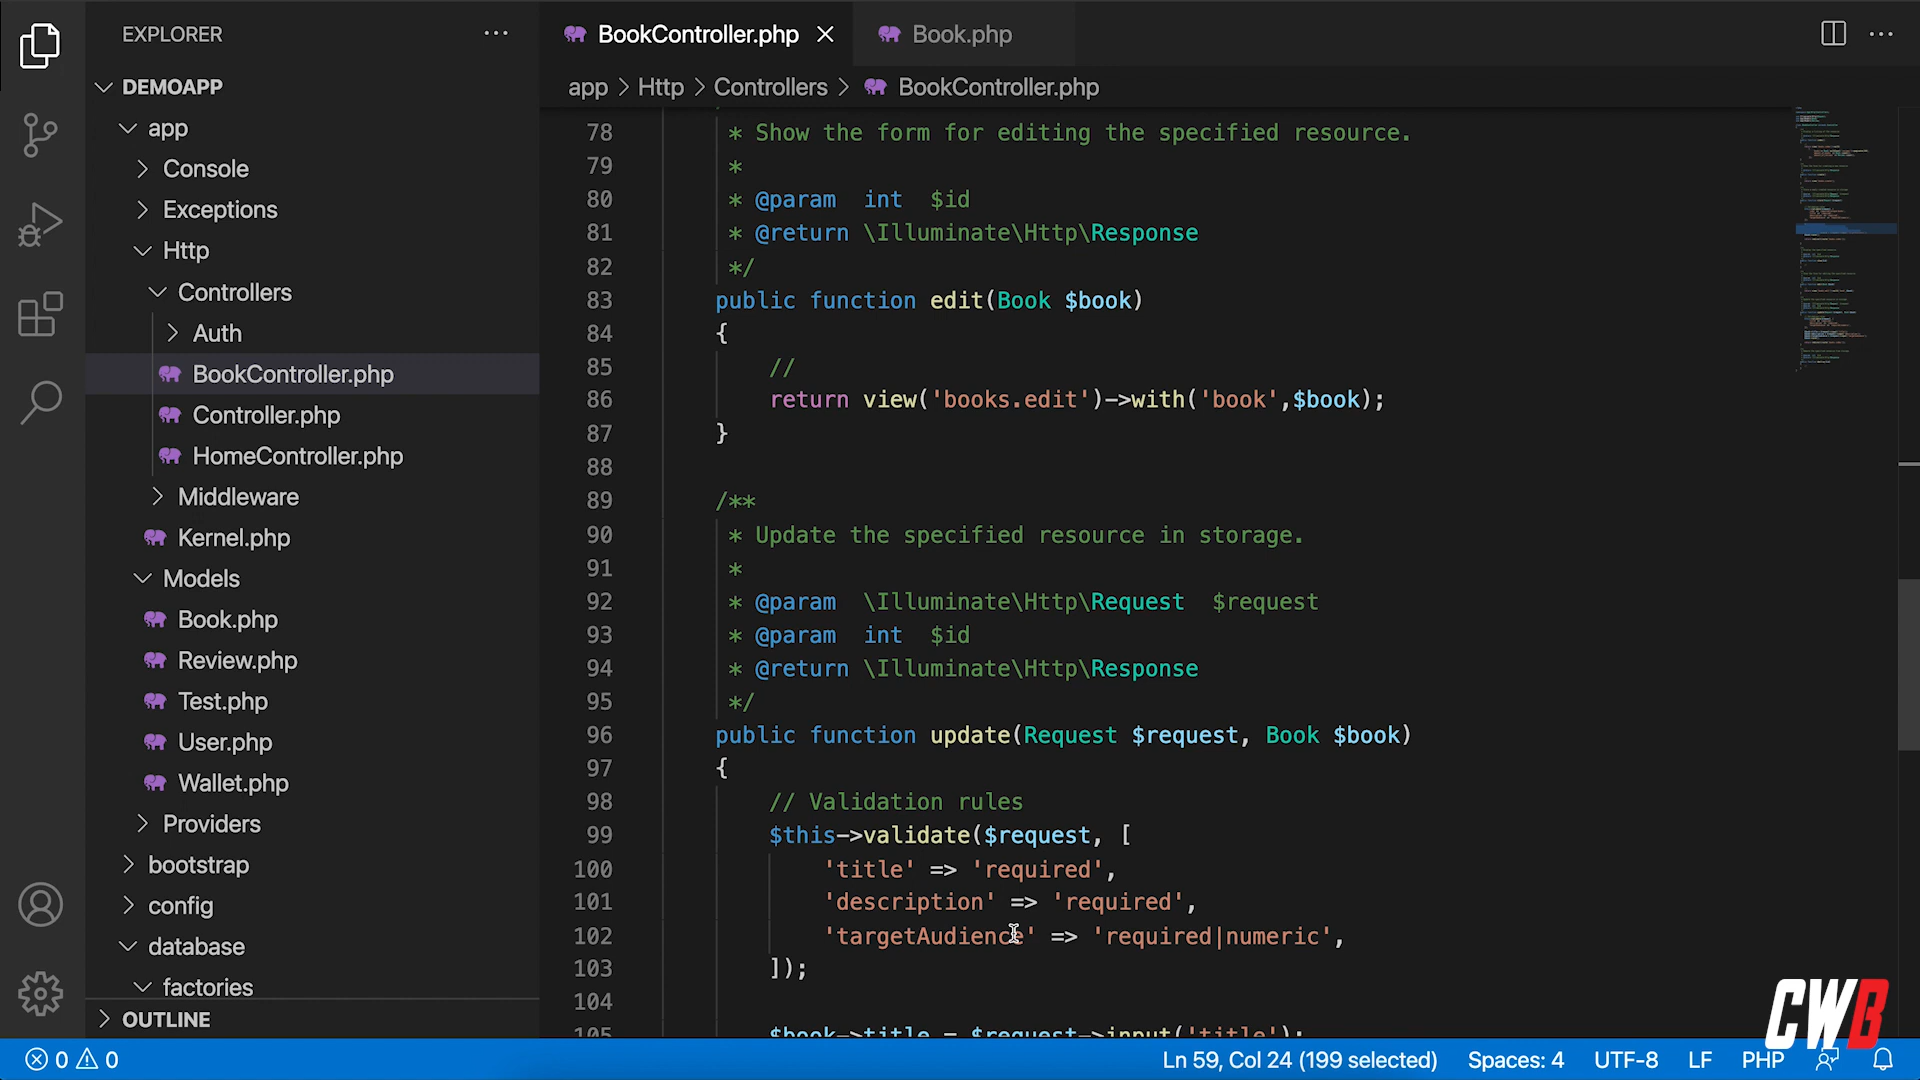 EXPLORER
DEMOAPP
app
Console
Exceptions
Http
Controllers
Auth
BookController.php
Controller.php
HomeController.php
Middleware
Kernel.php
Models
Book.php
Review.php
Test.php
User.php
Wallet.php
Providers
bootstrap
config
database
factories
OUTLINE
BookController.php
Book.php
app > Http > Controllers > BookController.php
78 * Show the form for editing the specified resource.
79 *
80 * @param  int  $id
81 * @return \Illuminate\Http\Response
82 */
83 public function edit(Book $book)
84 {
85 //
86 return view('books.edit')->with('book',$book);
87 }
88
89 /**
90 * Update the specified resource in storage.
91 *
92 * @param  \Illuminate\Http\Request  $request
93 * @param  int  $id
94 * @return \Illuminate\Http\Response
95 */
96 public function update(Request $request, Book $book)
97 {
98 // Validation rules
99 $this->validate($request, [
100 'title' => 'required',
101 'description' => 'required',
102 'targetAudience' => 'required|numeric',
103 ]);
104
105 $book->title = $request->input('title');
CWB
0 0
Ln 59, Col 24 (199 selected) Spaces: 4 UTF-8 LF PHP